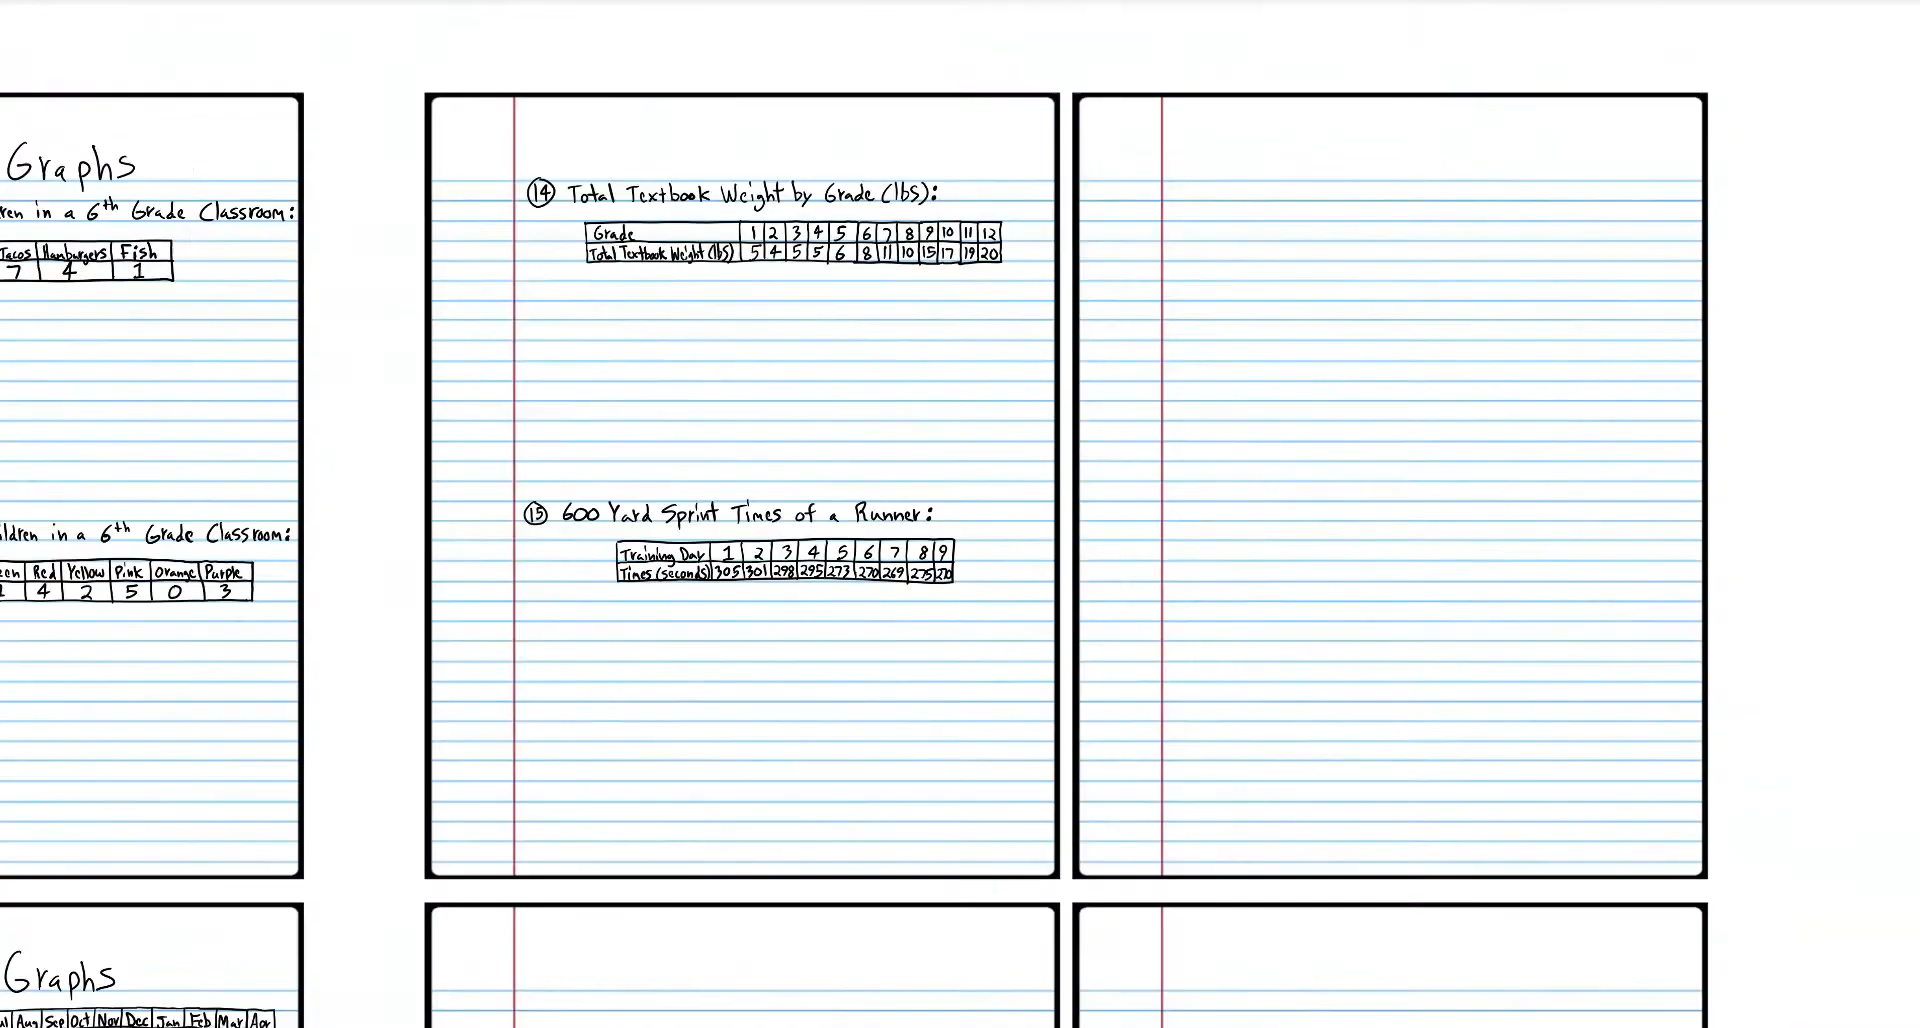 Graphs
ren in a 6th Grade Classroom:
Tacos Hamburgers Fish
7 4 1
ildren in a 6th Grade Classroom:
een Red Yellow Pink Orange Purple
4 2 5 0 3
Graphs
Aug Sep Oct Nov Dec Jan Feb Mar Apr
14 Total Textbook Weight by Grade (lbs):
Grade 1 2 3 4 5 6 7 8 9 10 11 12
Total Textbook Weight (lbs) 5 4 5 5 6 8 11 10 15 17 19 20
15 600 Yard Sprint Times of a Runner:
Training Day 1 2 3 4 5 6 7 8 9
Times (seconds) 305 301 298 295 273 270 269 275 270